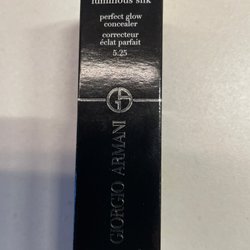 luminous silk
perfect glow
concealer
correcteur
éclat parfait
5.25
GIORGIO ARMANI